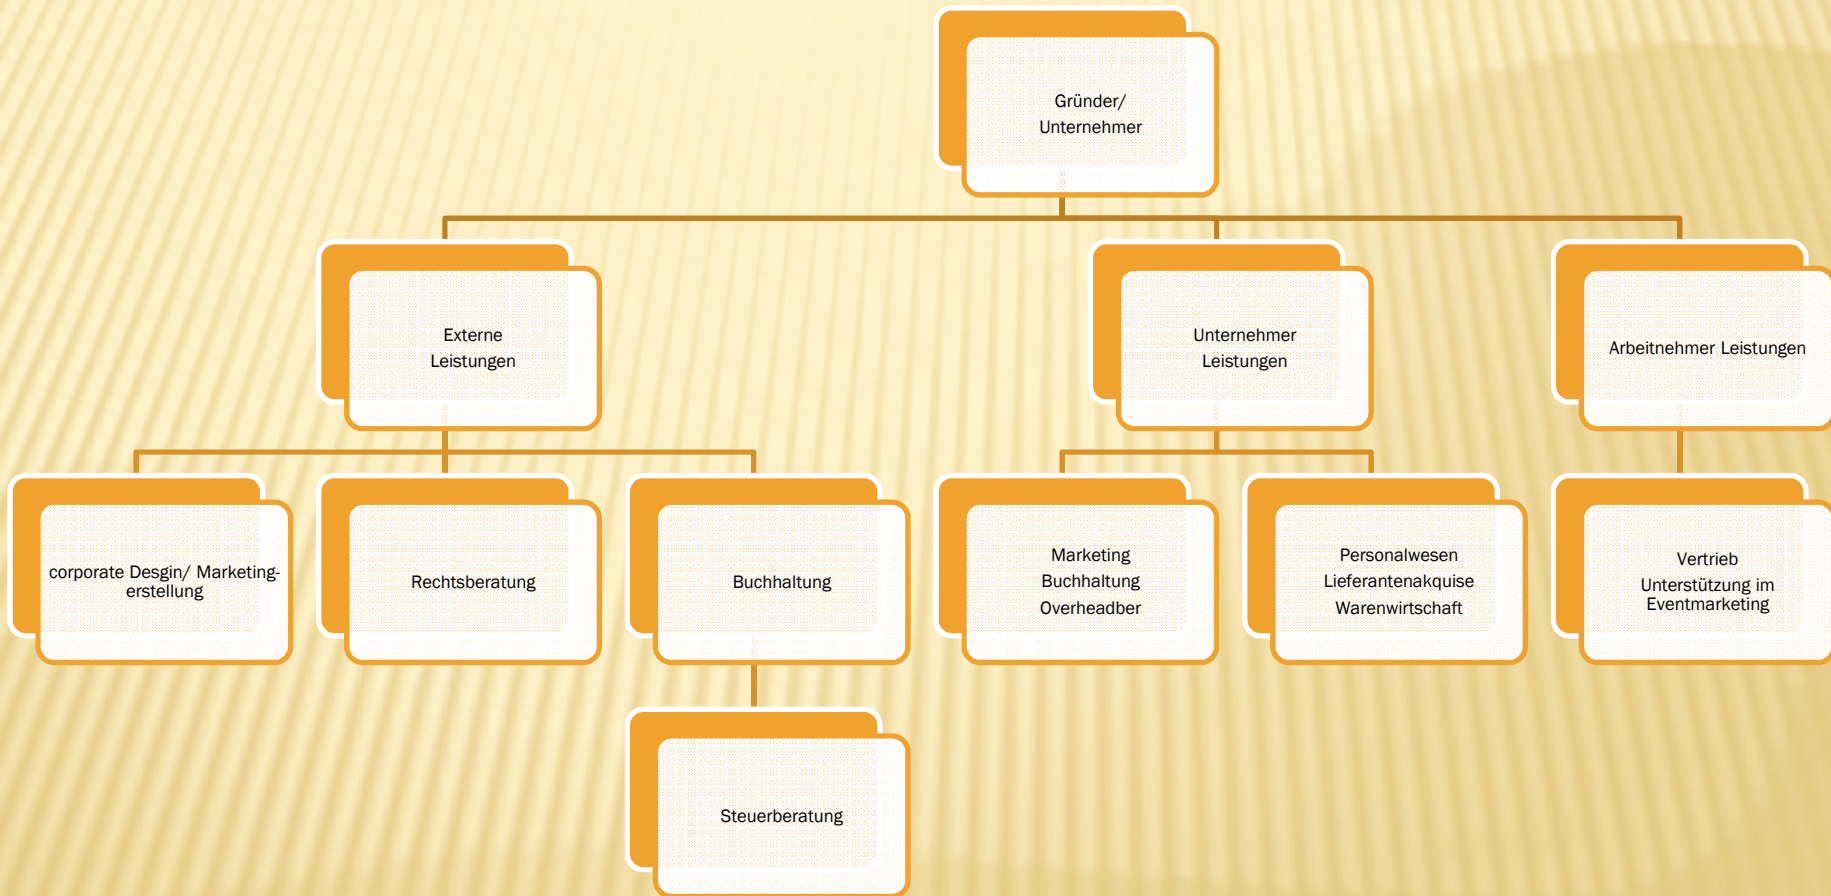 Gründer/
Unternehmer
Externe
Leistungen
Unternehmer
Leistungen
Arbeitnehmer Leistungen
corporate Desgin/ Marketing-
erstellung
Rechtsberatung
Buchhaltung
Marketing
Buchhaltung
Overheadber
Personalwesen
Lieferantenakquise
Warenwirtschaft
Vertrieb
Unterstützung im
Eventmarketing
Steuerberatung